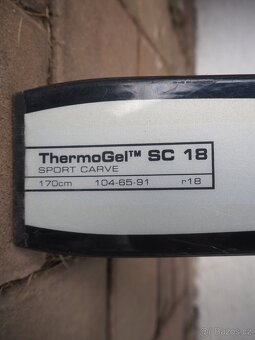 ThermoGel™ SC 18
SPORT CARVE
170cm 104-65-91 r18